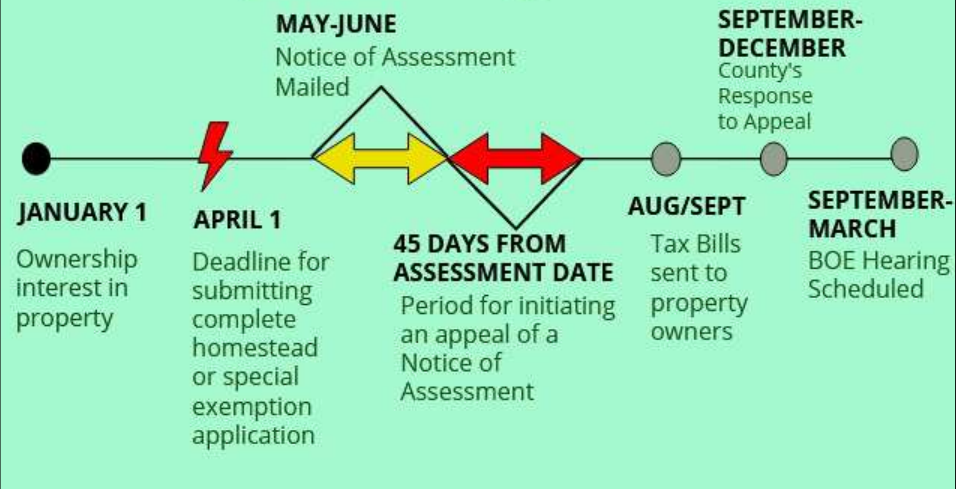 MAY-JUNE
Notice of Assessment
Mailed
SEPTEMBER-
DECEMBER
County's
Response
to Appeal
JANUARY 1
Ownership
interest in
property
APRIL 1
Deadline for
submitting
complete
homestead
or special
exemption
application
45 DAYS FROM
ASSESSMENT DATE
Period for initiating
an appeal of a
Notice of
Assessment
AUG/SEPT
Tax Bills
sent to
property
owners
SEPTEMBER-
MARCH
BOE Hearing
Scheduled